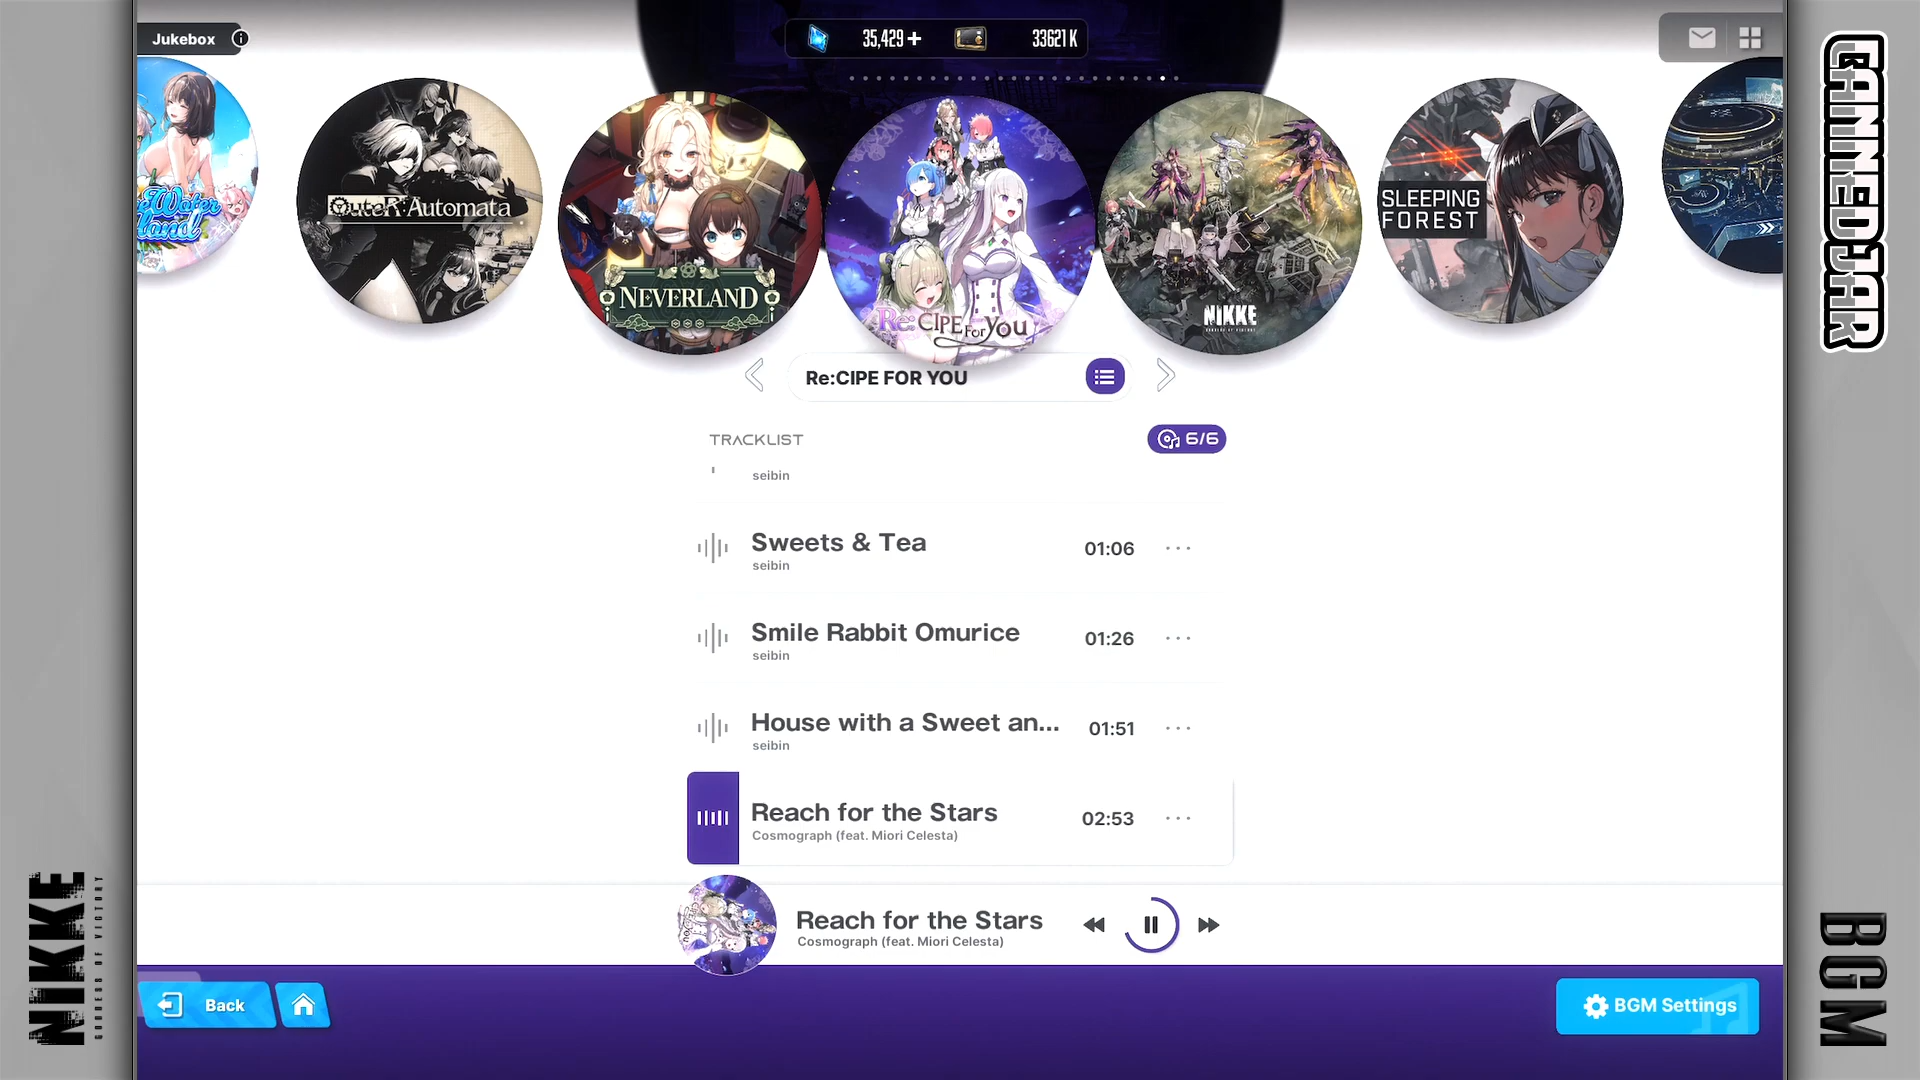 Jukebox
35,429
33621 K
Water
land
OuteR:Automata
NEVERLAND
Re:CIPE For You
NIKKE
SLEEPING
FOREST
Re:CIPE FOR YOU
TRACKLIST
6/6
seibin
Sweets & Tea
01:06
seibin
Smile Rabbit Omurice
01:26
seibin
House with a Sweet an...
01:51
seibin
Reach for the Stars
02:53
Cosmograph (feat. Miori Celesta)
Reach for the Stars
Cosmograph (feat. Miori Celesta)
Back
BGM Settings
NIKKE
GODDESS OF VICTORY
CANNEDJAR
BGM